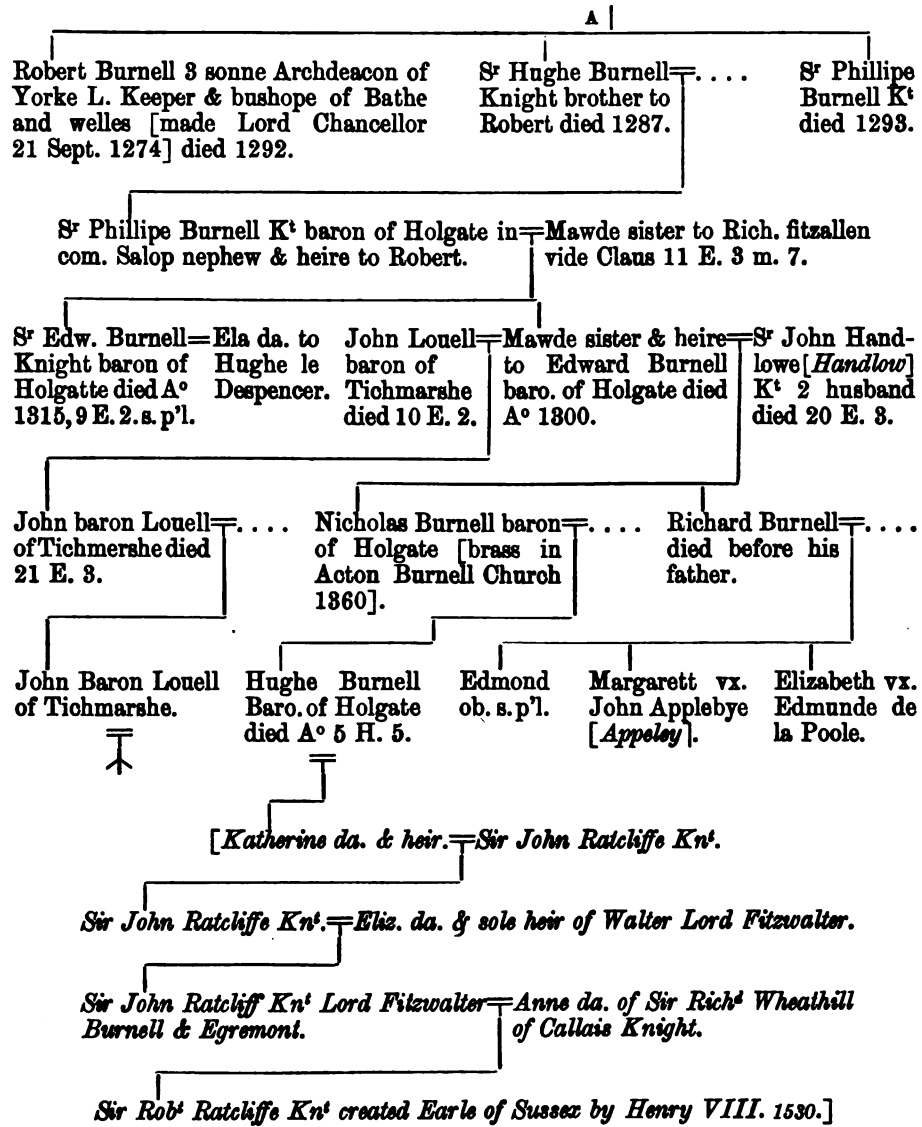 A
Robert Burnell 3 sonne Archdeacon of
Yorke L. Keeper & bushope of Bathe
and welles [made Lord Chancellor
21 Sept. 1274] died 1292.
Sʳ Hughe Burnell=....
Knight brother to
Robert died 1287.
Sʳ Phillipe
Burnell Kᵗ
died 1293.
Sʳ Phillipe Burnell Kᵗ baron of Holgate in=Mawde sister to Rich. fitzallen
com. Salop nephew & heire to Robert. vide Claus 11 E. 3 m. 7.
Sʳ Edw. Burnell=
Knight baron of
Holgatte died Aᵒ
1315, 9 E. 2. s. p'l.
Ela da. to
Hughe le
Despencer.
John Louell=
baron of
Tichmarshe
died 10 E. 2.
Mawde sister & heire=
to Edward Burnell
baro. of Holgate died
Aᵒ 1300.
Sʳ John Hand-
lowe [Handlow]
Kᵗ 2 husband
died 20 E. 3.
John baron Louell=....
of Tichmershe died
21 E. 3.
Nicholas Burnell baron=....
of Holgate [brass in
Acton Burnell Church
1360].
Richard Burnell=....
died before his
father.
John Baron Louell
of Tichmarshe.
Hughe Burnell
Baro. of Holgate
died Aᵒ 5 H. 5.
Edmond
ob. s.p'l.
Margarett vx.
John Applebye
[Appeley].
Elizabeth vx.
Edmunde de
la Poole.
[Katherine da. & heir.=Sir John Ratcliffe Knᵗ.
Sir John Ratcliffe Knᵗ.=Eliz. da. & sole heir of Walter Lord Fitzwalter.
Sir John Ratcliff Knᵗ Lord Fitzwalter=Anne da. of Sir Richᵈ Wheathill
Burnell & Egremont. of Callais Knight.
Sir Robᵗ Ratcliffe Knᵗ created Earle of Sussex by Henry VIII. 1530.]